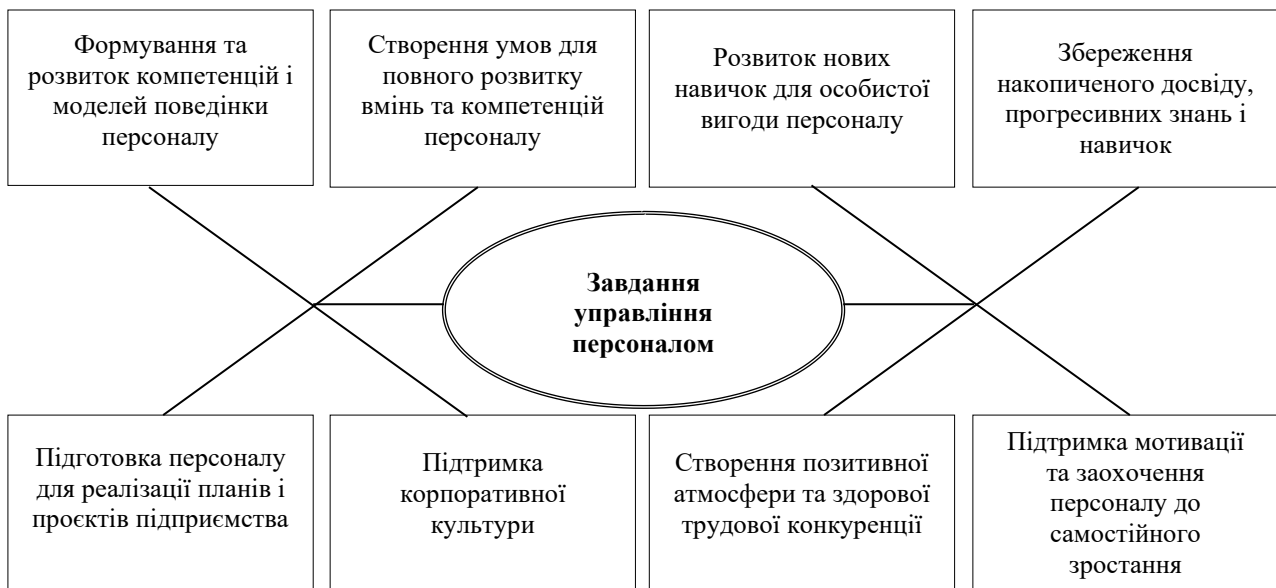 Формування та
розвиток компетенцій і
моделей поведінки
персоналу
Створення умов для
повного розвитку
вмінь та компетенцій
персоналу
Розвиток нових
навичок для особистої
вигоди персоналу
Збереження
накопиченого досвіду,
прогресивних знань і
навичок
Завдання
управління
персоналом
Підготовка персоналу
для реалізації планів і
проєктів підприємства
Підтримка
корпоративної
культури
Створення позитивної
атмосфери та здорової
трудової конкуренції
Підтримка мотивації
та заохочення
персоналу до
самостійного
зростання